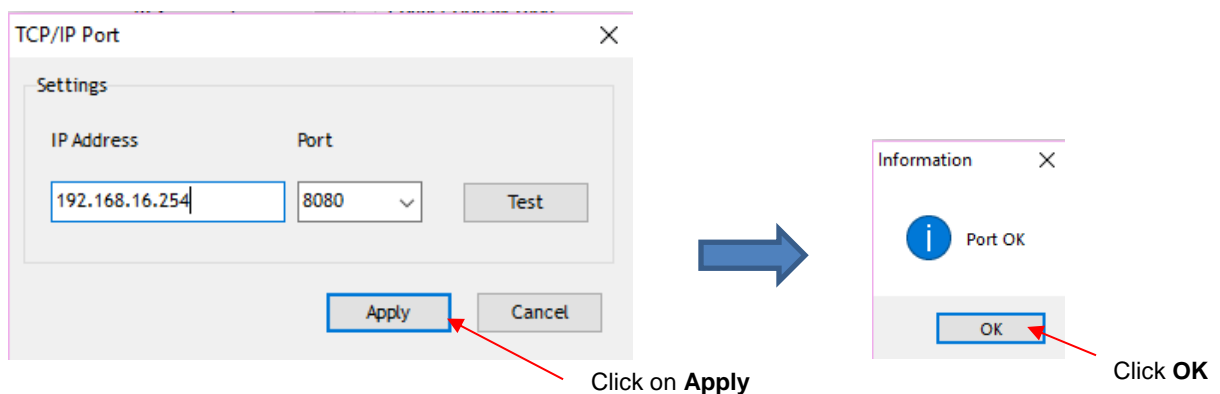 TCP/IP Port
Settings
IP Address Port
192.168.16.254 8080 Test
Apply Cancel
Click on Apply
Information
Port OK
OK
Click OK